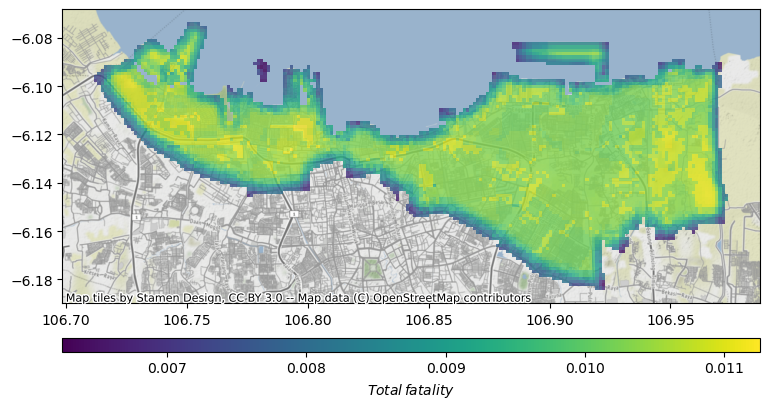 −6.08
−6.10
−6.12
−6.14
−6.16
−6.18
Map tiles by Stamen Design, CC BY 3.0 -- Map data (C) OpenStreetMap contributors
106.70 106.75 106.80 106.85 106.90 106.95
0.007 0.008 0.009 0.010 0.011
Total fatality